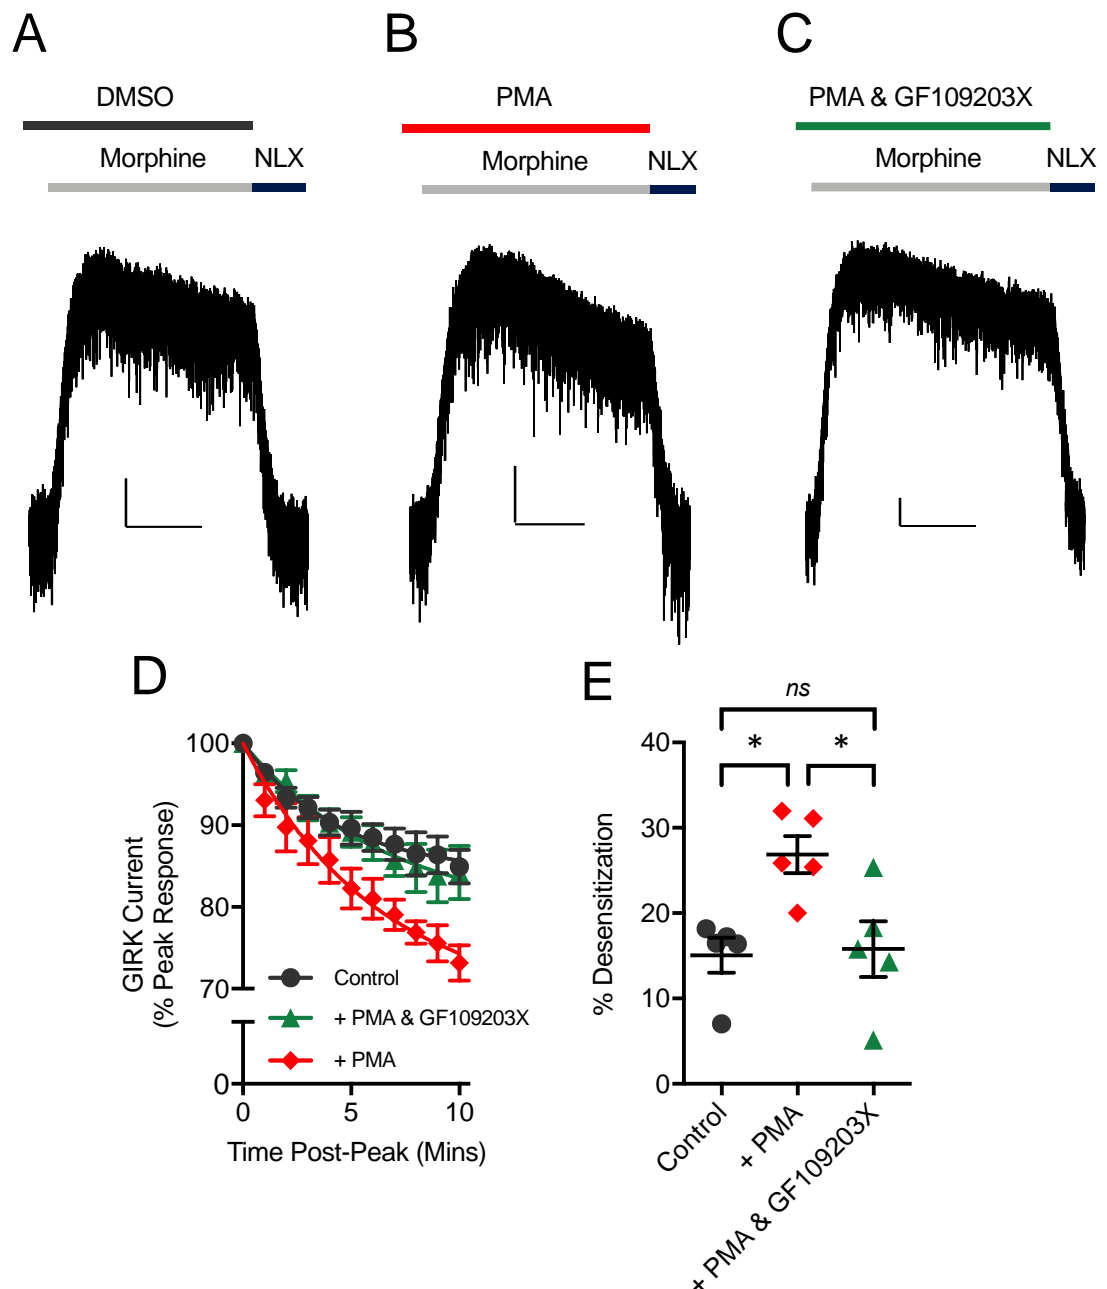 A
B
C
DMSO
PMA
PMA & GF109203X
Morphine
NLX
Morphine
NLX
Morphine
NLX
D
E
ns
*
*
GIRK Current
(% Peak Response)
100
90
80
70
0
Control
+ PMA & GF109203X
+ PMA
0
5
10
Time Post-Peak (Mins)
% Desensitization
40
30
20
10
0
Control
+ PMA
+ PMA & GF109203X